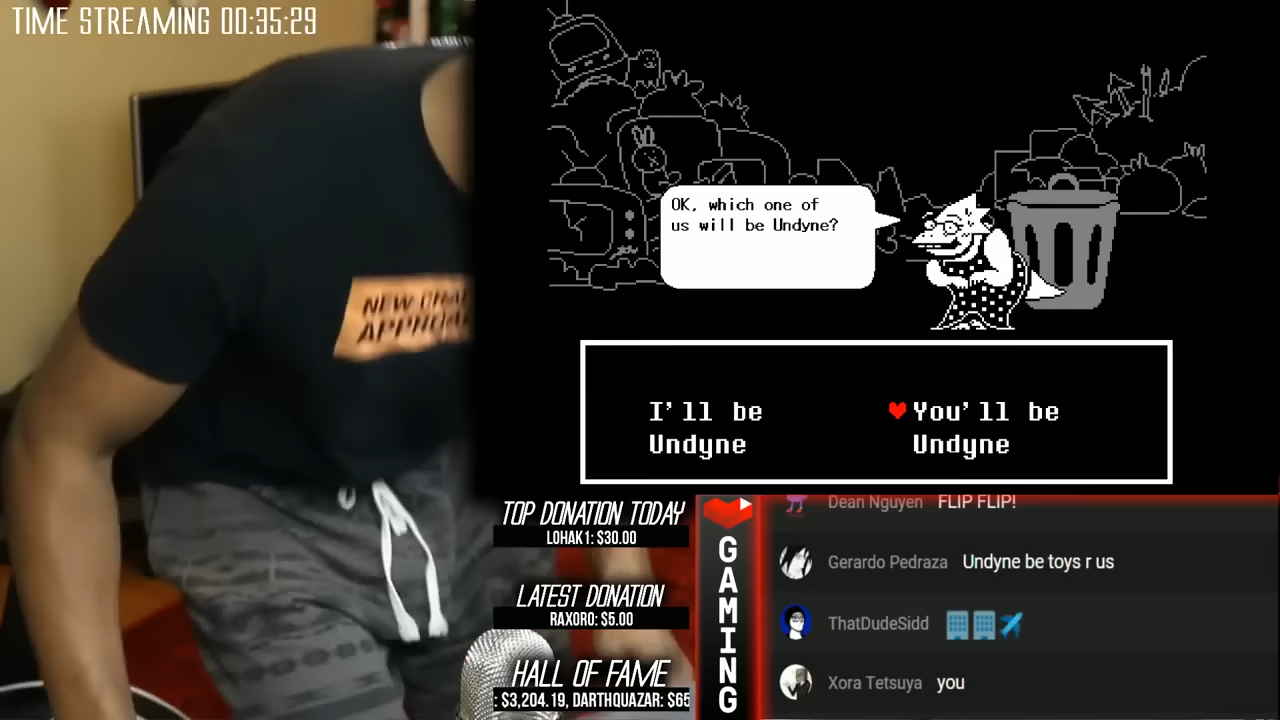 TIME STREAMING 00:35:29
OK, which one of
us will be Undyne?
I'll be
Undyne
You'll be
Undyne
NEW
TOP DONATION TODAY
LOHAK1: $30.00
LATEST DONATION
RAXORO: $5.00
HALL OF FAME
: $3,204.19, DARTHQUAZAR: $65
GAMING
Dean Nguyen FLIP FLIP!
Gerardo Pedraza Undyne be toys r us
ThatDudeSidd
Xora Tetsuya you